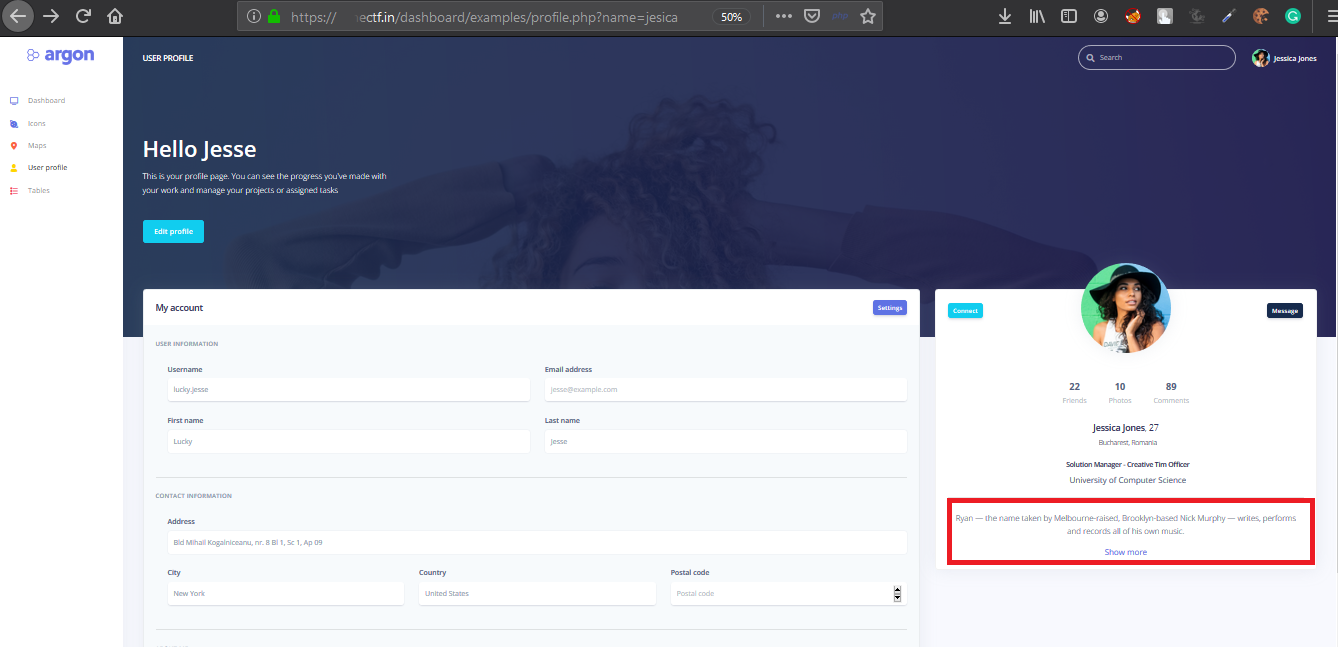 https:// ectf.in/dashboard/examples/profile.php?name=jesica 50%
argon
USER PROFILE
Search
Jessica Jones
Dashboard
Icons
Maps
User profile
Tables
Hello Jesse
This is your profile page. You can see the progress you've made with
your work and manage your projects or assigned tasks
Edit profile
My account
Settings
USER INFORMATION
Username
Email address
lucky.jesse
jesse@example.com
First name
Last name
Lucky
Jesse
CONTACT INFORMATION
Address
Bld Mihail Kogalniceanu, nr. 8 Bl 1, Sc 1, Ap 09
City
Country
Postal code
New York
United States
Postal code
Connect
Message
22
10
89
Friends
Photos
Comments
Jessica Jones, 27
Bucharest, Romania
Solution Manager - Creative Tim Officer
University of Computer Science
Ryan — the name taken by Melbourne-raised, Brooklyn-based Nick Murphy — writes, performs
and records all of his own music.
Show more